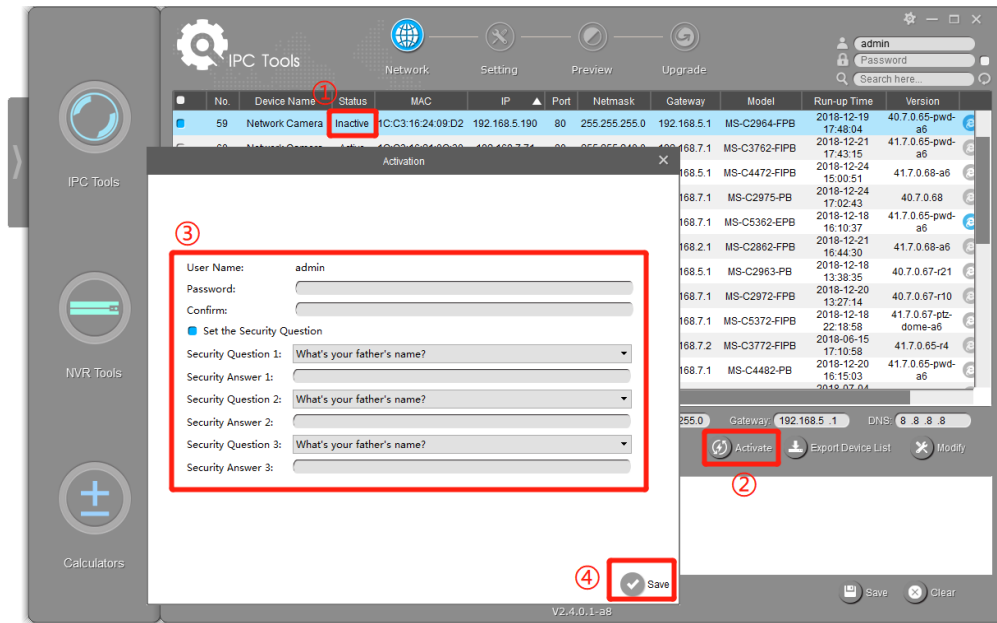 IPC Tools
Network
Setting
Preview
Upgrade
admin
Password
Search here...
①
No. Device Name Status MAC IP Port Netmask Gateway Model Run-up Time Version
59 Network Camera Inactive 1C:C3:16:24:09:D2 192.168.5.190 80 255.255.255.0 192.168.5.1 MS-C2964-FPB 2018-12-19 17:48:04 40.7.0.65-pwd-a6
168.7.1 MS-C3762-FIPB 2018-12-21 17:43:15 41.7.0.65-pwd-a6
168.5.1 MS-C4472-FIPB 2018-12-24 15:00:51 41.7.0.68-a6
168.7.1 MS-C2975-PB 2018-12-24 17:02:43 40.7.0.68
168.7.1 MS-C5362-EPB 2018-12-18 16:10:37 41.7.0.65-pwd-a6
168.2.1 MS-C2862-FPB 2018-12-21 16:44:30 41.7.0.68-a6
168.5.1 MS-C2963-PB 2018-12-18 13:38:35 40.7.0.67-r21
168.7.1 MS-C2972-FPB 2018-12-20 13:27:14 40.7.0.67-r10
168.7.1 MS-C5372-FIPB 2018-12-18 22:18:58 41.7.0.67-ptz-dome-a6
168.7.2 MS-C3772-FIPB 2018-06-15 17:10:58 41.7.0.65-r4
168.7.1 MS-C4482-PB 2018-12-20 16:15:03 41.7.0.65-pwd-a6
255.0 Gateway: 192.168.5 .1 DNS: 8 .8 .8 .8
Activate
Export Device List
Modify
②
Activation
③
User Name: admin
Password:
Confirm:
Set the Security Question
Security Question 1: What's your father's name?
Security Answer 1:
Security Question 2: What's your father's name?
Security Answer 2:
Security Question 3: What's your father's name?
Security Answer 3:
④
Save
IPC Tools
NVR Tools
Calculators
Save
Clear
V2.4.0.1-a8